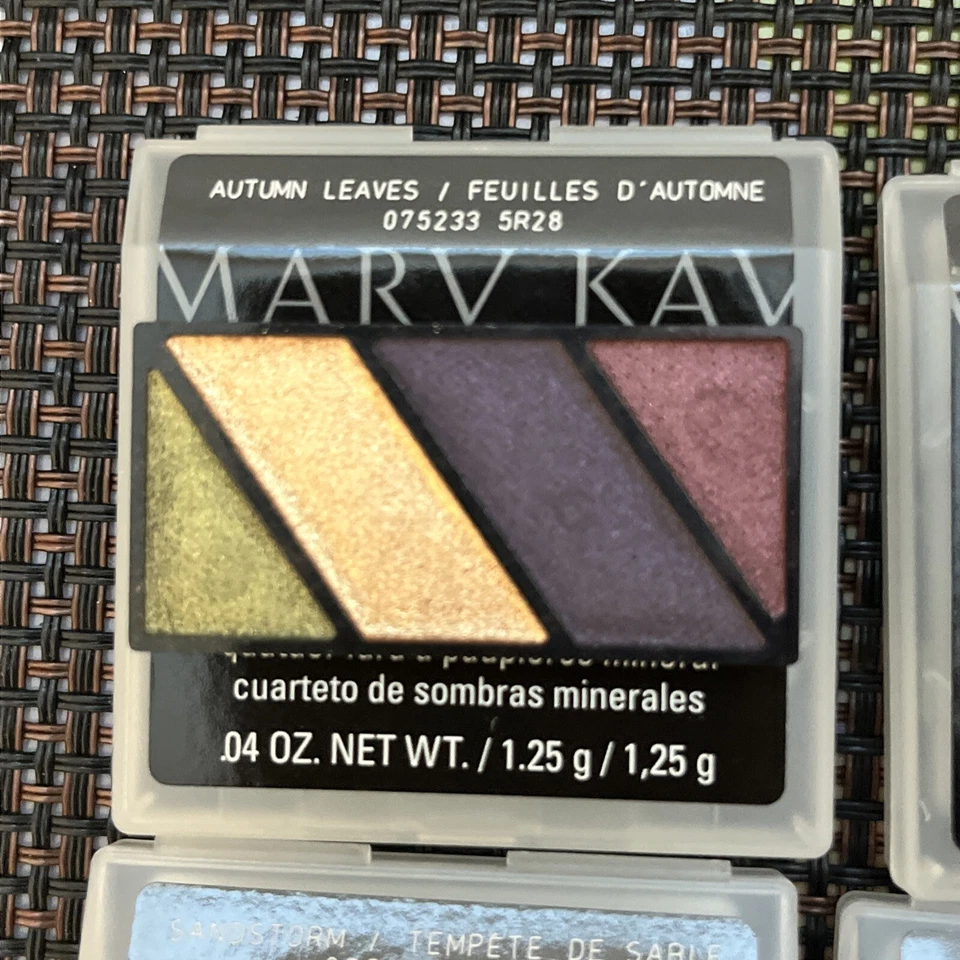 AUTUMN LEAVES / FEUILLES D'AUTOMNE
075233 5R28
MARY KAY
cuarteto de sombras minerales
.04 OZ. NET WT. / 1.25 g / 1,25 g
SANDSTORM / TEMPÊTE DE SABLE